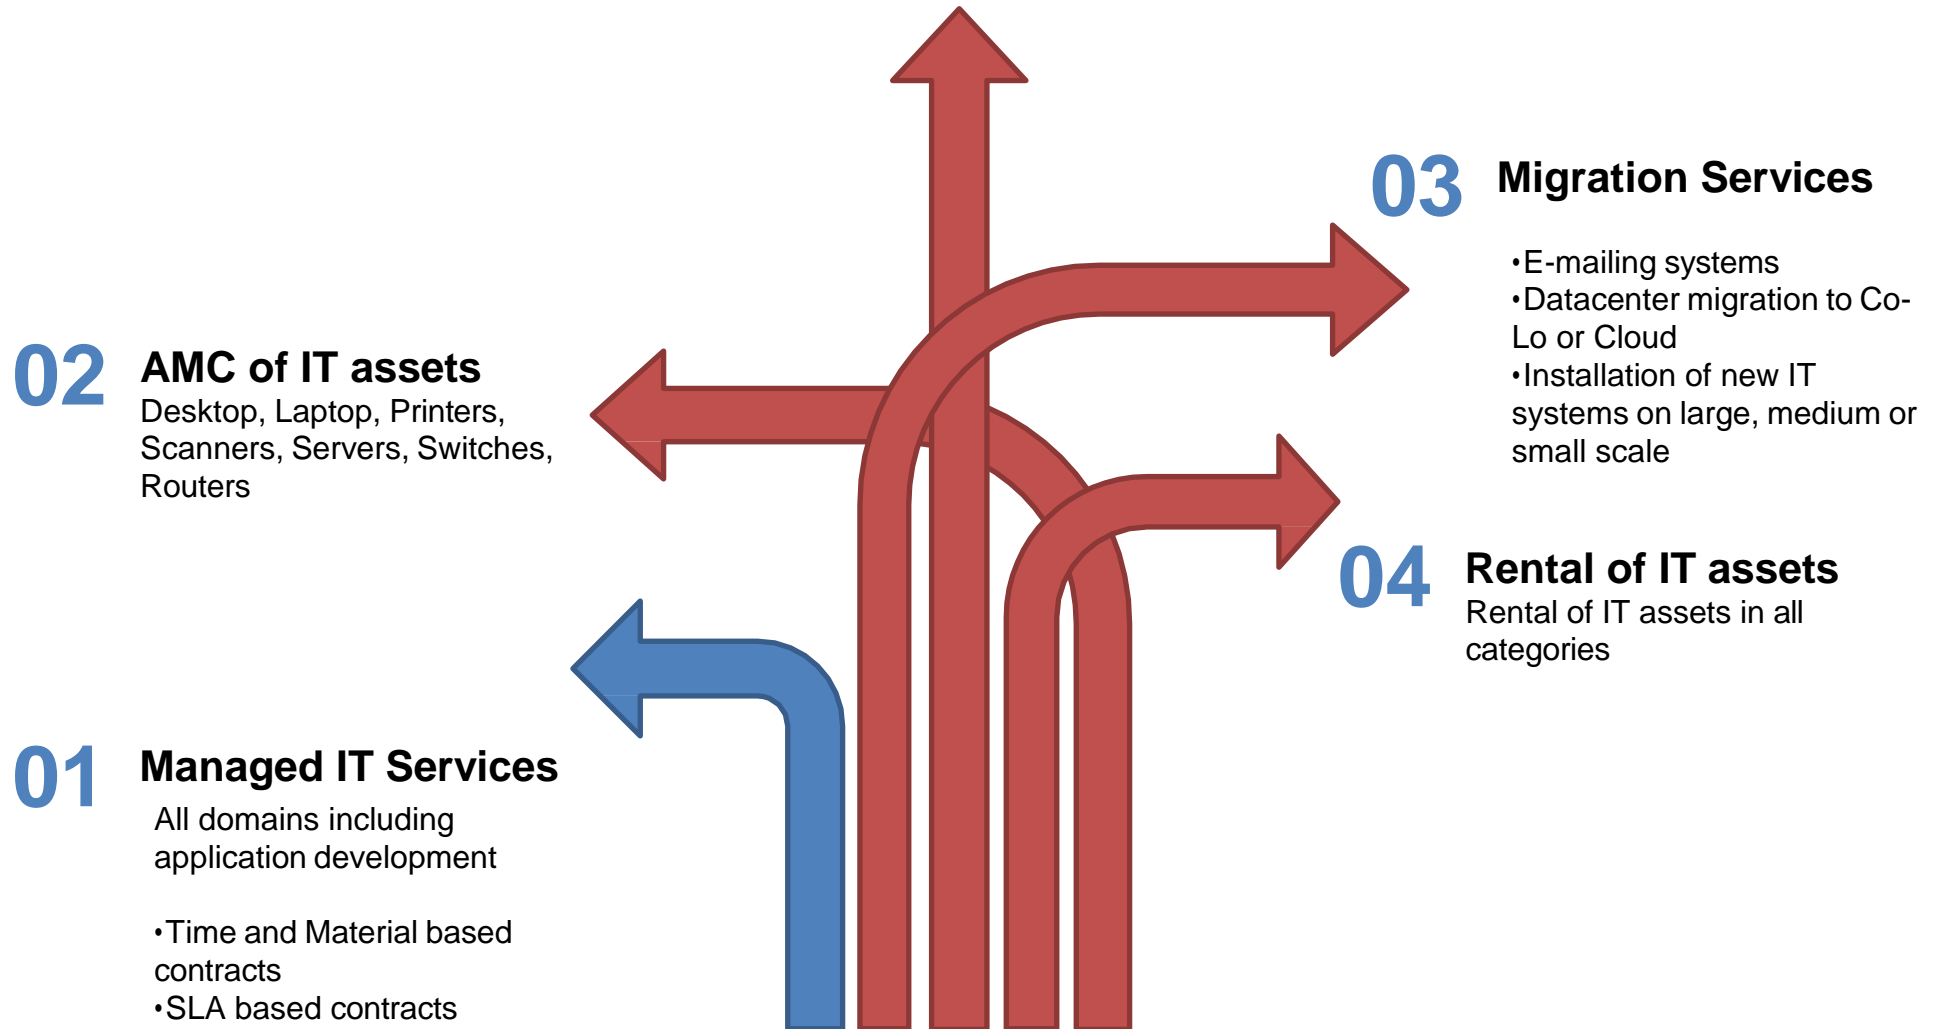 03
Migration Services
•E-mailing systems
•Datacenter migration to Co-
Lo or Cloud
•Installation of new IT
systems on large, medium or
small scale
02
AMC of IT assets
Desktop, Laptop, Printers,
Scanners, Servers, Switches,
Routers
04
Rental of IT assets
Rental of IT assets in all
categories
01
Managed IT Services
All domains including
application development
•Time and Material based
contracts
•SLA based contracts